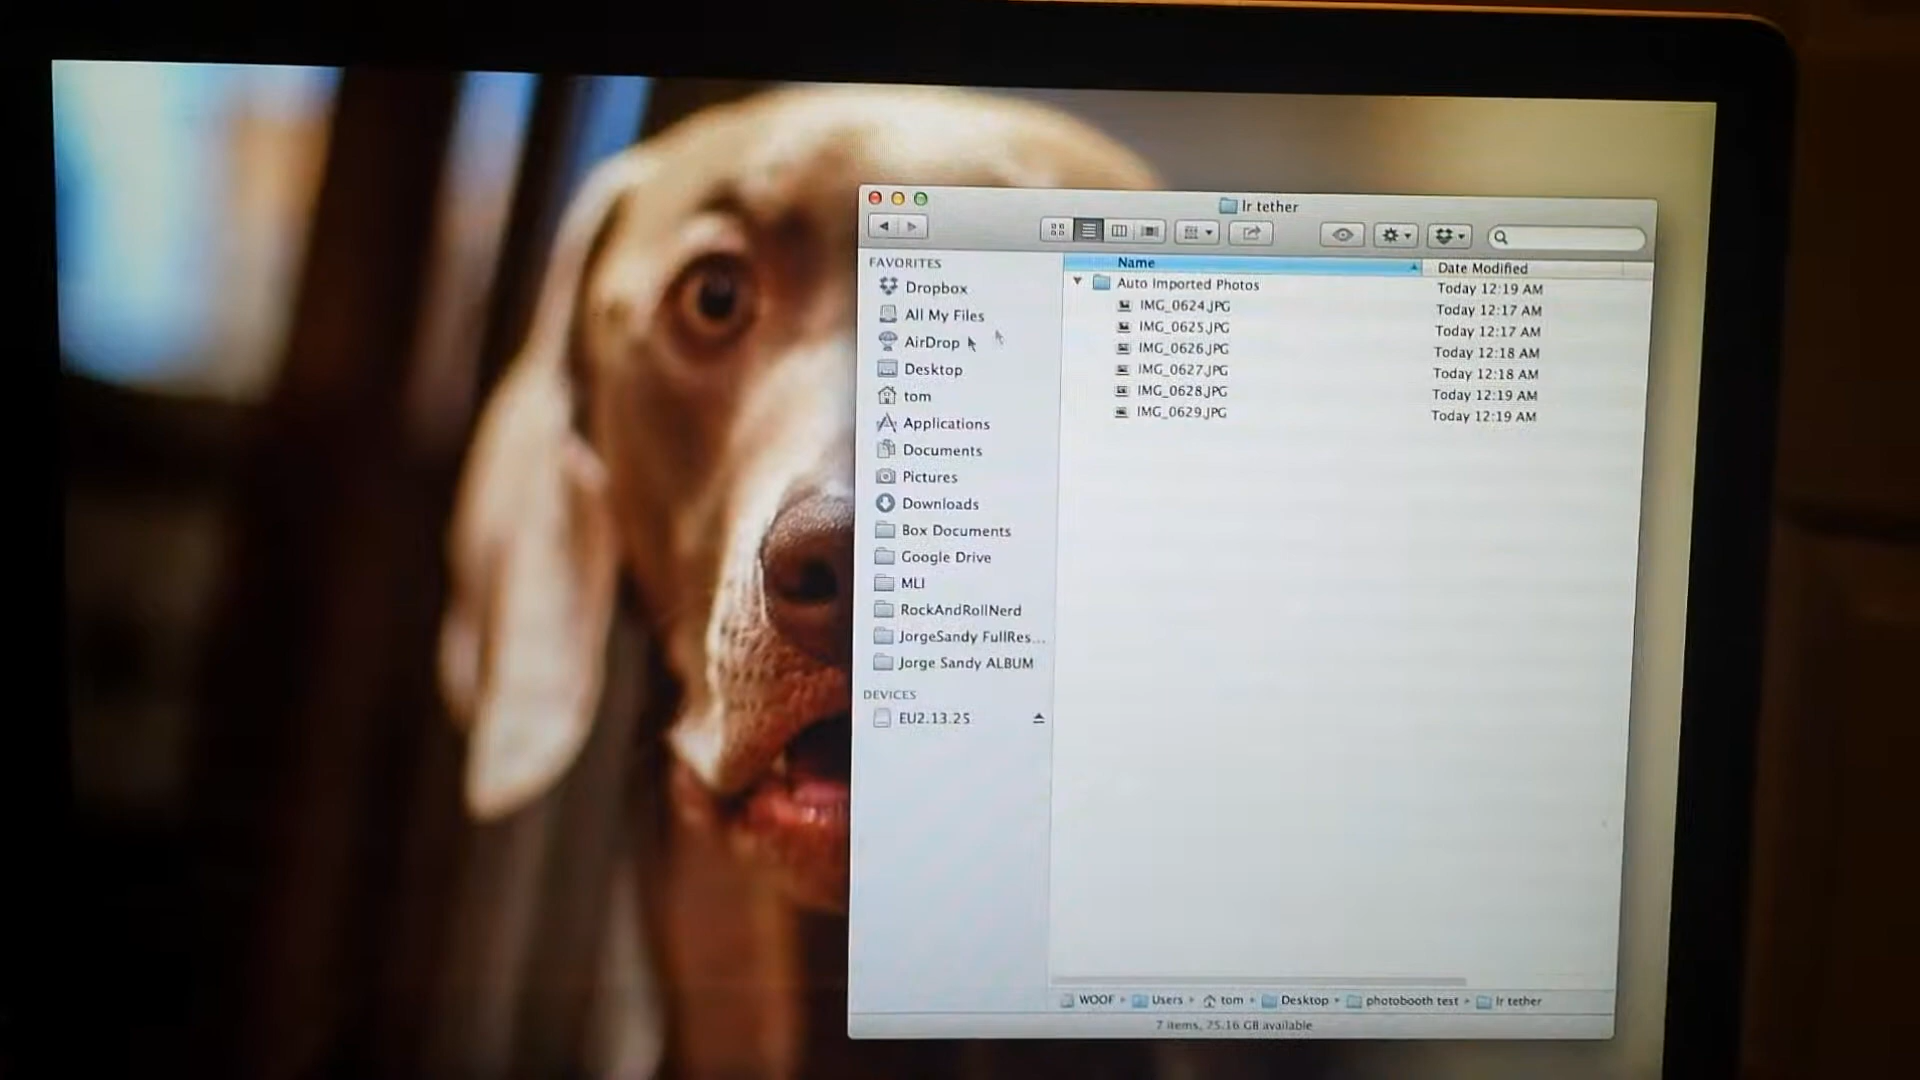 lr tether
FAVORITES
Dropbox
All My Files
AirDrop
Desktop
tom
Applications
Documents
Pictures
Downloads
Box Documents
Google Drive
MLI
RockAndRollNerd
JorgeSandy FullRes...
Jorge Sandy ALBUM
DEVICES
EU2.13.25
Name Date Modified
Auto Imported Photos Today 12:19 AM
IMG_0624.JPG Today 12:17 AM
IMG_0625.JPG Today 12:17 AM
IMG_0626.JPG Today 12:18 AM
IMG_0627.JPG Today 12:18 AM
IMG_0628.JPG Today 12:19 AM
IMG_0629.JPG Today 12:19 AM
WOOF Users tom Desktop photobooth test lr tether
7 items, 75.16 GB available